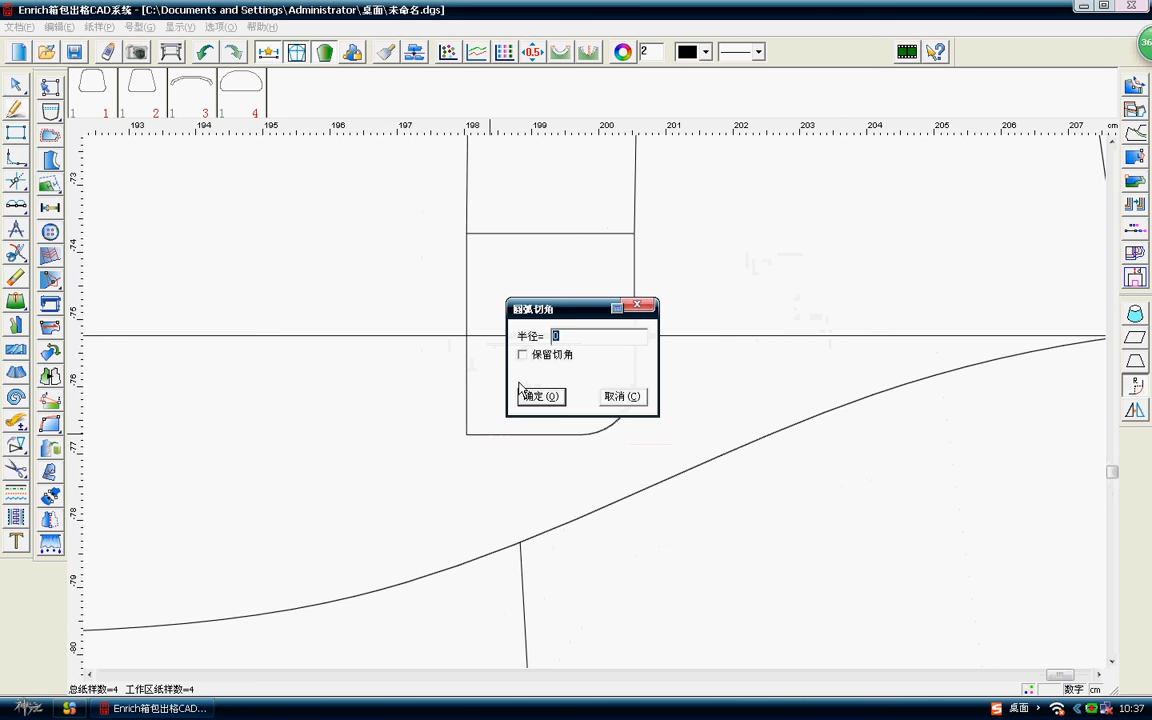 Enrich箱包出格CAD系统 - [C:\Documents and Settings\Administrator\桌面\未命名.dgs]
36
文档(F) 编辑(E) 纸样(P) 号型(G) 显示(V) 选项(O) 帮助(H)
+0.5+
2
1 1 1 2 1 3 1 4
193 194 195 196 197 198 199 200 201 202 203 204 205 206 207 cm
-73
-74
-75
-76
-77
-78
-79
-80
圆弧切角
半径= 0
保留切角
确定(O) 取消(C)
T
总纸样数=4 工作区纸样数=4
数字 cm
Enrich箱包出格CAD...
桌面
10:37